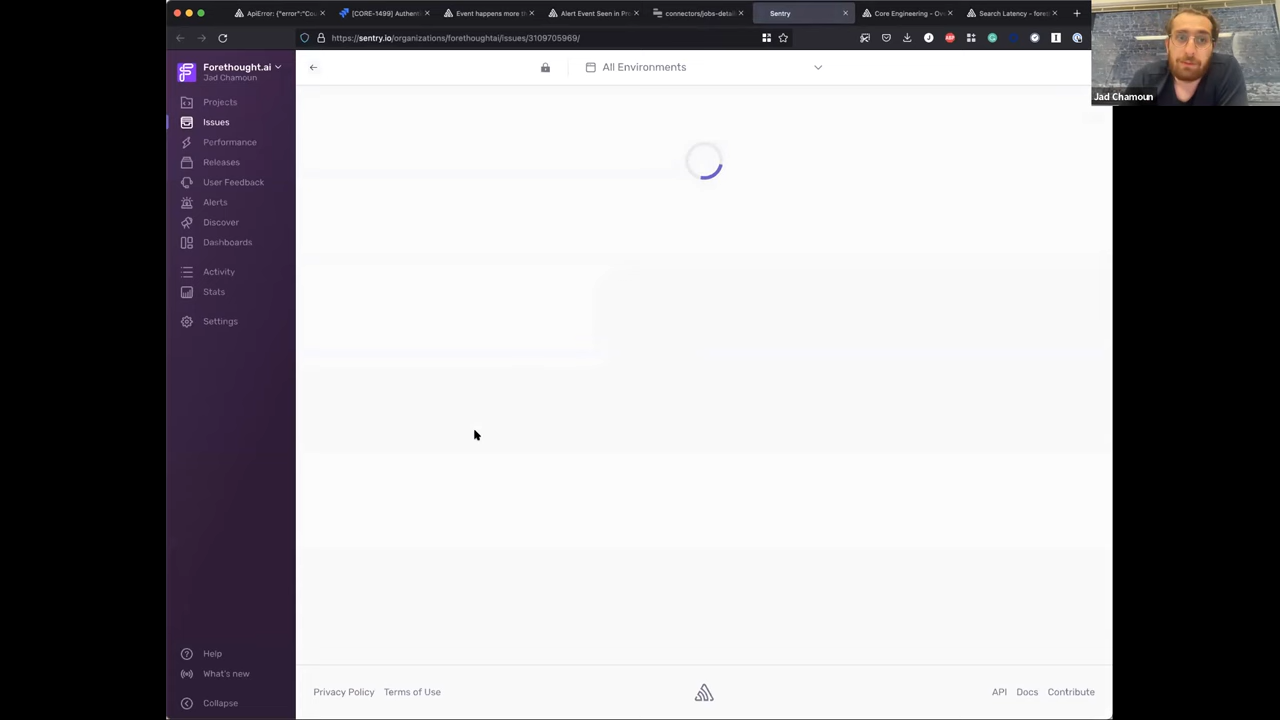 ApiError: {"error":"Cou
[CORE-1499] Authenti
Event happens more th
Alert Event Seen in Pr
connectors/jobs-detai
Sentry
Core Engineering - Ov
Search Latency - foret
https://sentry.io/organizations/forethoughtai/issues/3109705969/
Forethought.ai
Jad Chamoun
All Environments
Projects
Issues
Performance
Releases
User Feedback
Alerts
Discover
Dashboards
Activity
Stats
Settings
Help
What's new
Collapse
Privacy Policy
Terms of Use
API
Docs
Contribute
Jad Chamoun